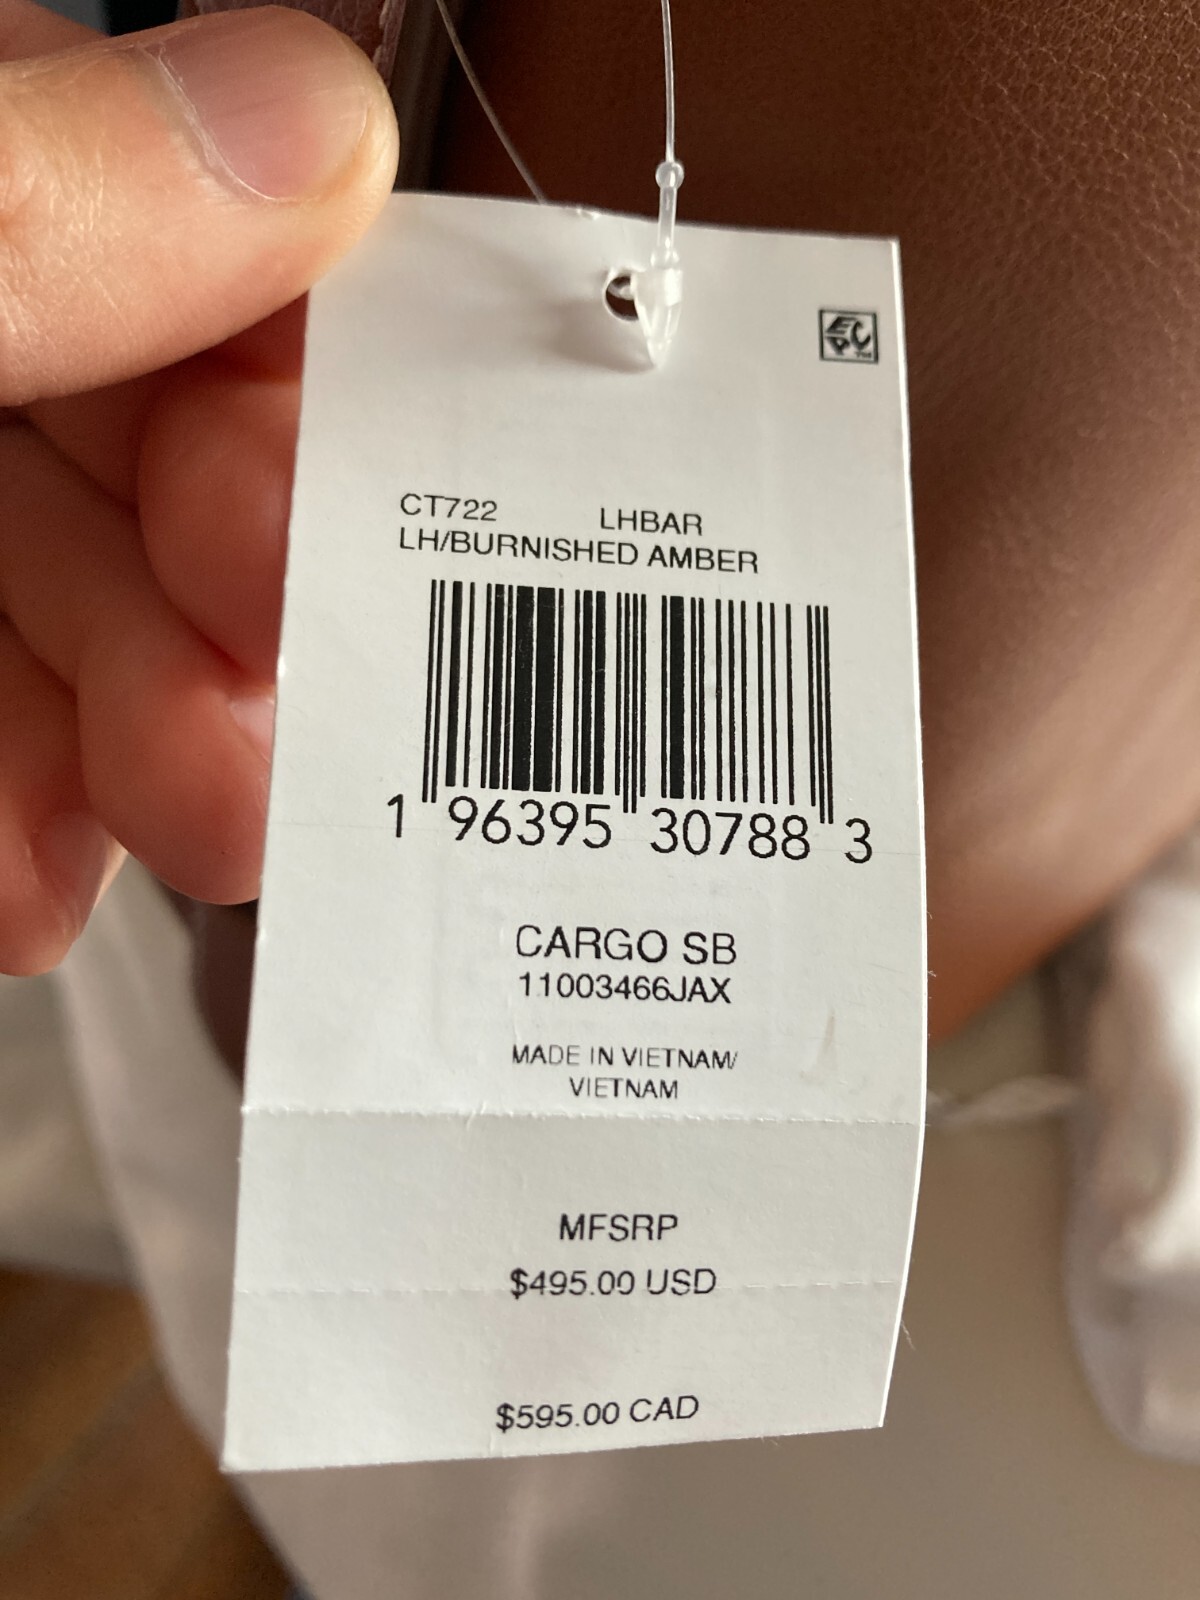 EPC™
CT722 LHBAR
LH/BURNISHED AMBER
1 96395 30788 3
CARGO SB
11003466JAX
MADE IN VIETNAM/
VIETNAM
MFSRP
$495.00 USD
$595.00 CAD